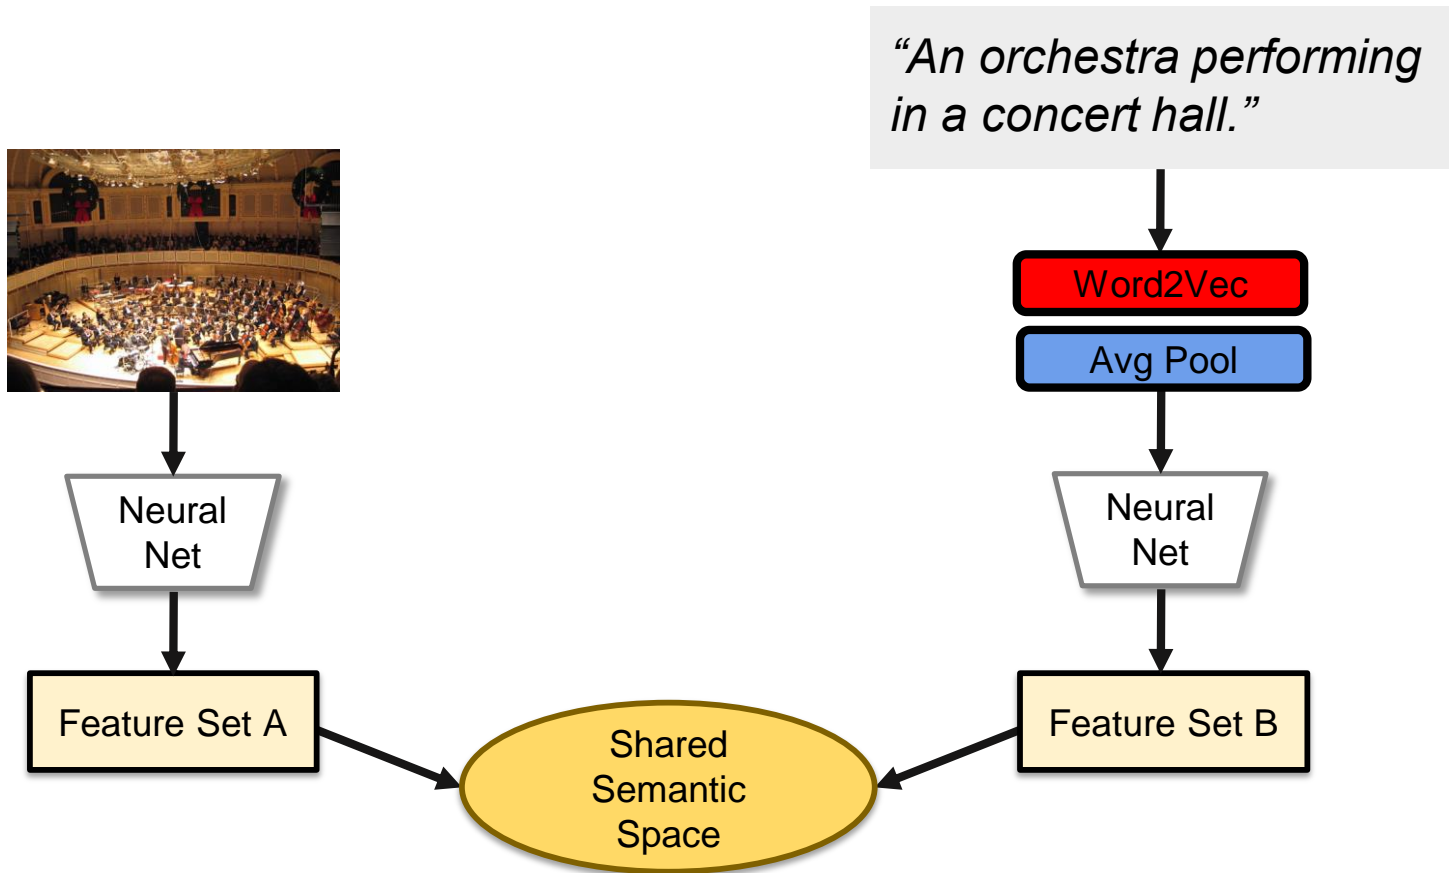 “An orchestra performing
in a concert hall.”
Word2Vec
Avg Pool
Neural
Net
Neural
Net
Feature Set A
Feature Set B
Shared
Semantic
Space